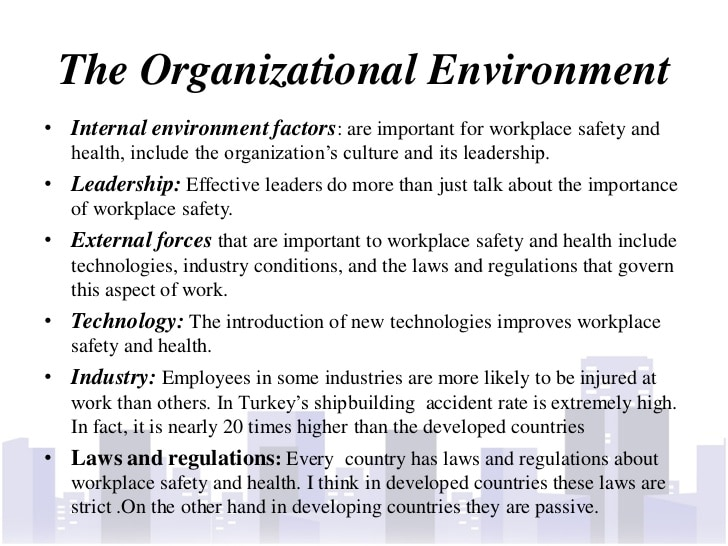 The Organizational Environment
• Internal environment factors: are important for workplace safety and
health, include the organization’s culture and its leadership.
• Leadership: Effective leaders do more than just talk about the importance
of workplace safety.
• External forces that are important to workplace safety and health include
technologies, industry conditions, and the laws and regulations that govern
this aspect of work.
• Technology: The introduction of new technologies improves workplace
safety and health.
• Industry: Employees in some industries are more likely to be injured at
work than others. In Turkey’s shipbuilding  accident rate is extremely high.
In fact, it is nearly 20 times higher than the developed countries
• Laws and regulations: Every  country has laws and regulations about
workplace safety and health. I think in developed countries these laws are
strict .On the other hand in developing countries they are passive.